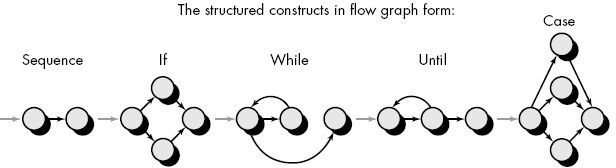 The structured constructs in flow graph form:
Case
Sequence
If
While
Until